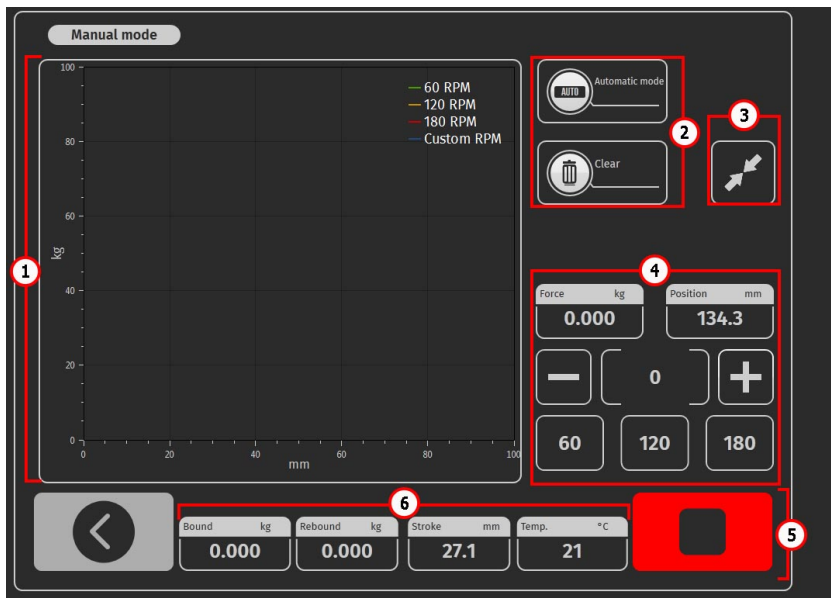 Manual mode
1
100
80
60
40
20
0
kg
0 20 40 60 80 100
mm
60 RPM
120 RPM
180 RPM
Custom RPM
AUTO Automatic mode
Clear
2
3
4
Force kg
0.000
Position mm
134.3
0
60 120 180
6
Bound kg
0.000
Rebound kg
0.000
Stroke mm
27.1
Temp. °C
21
5